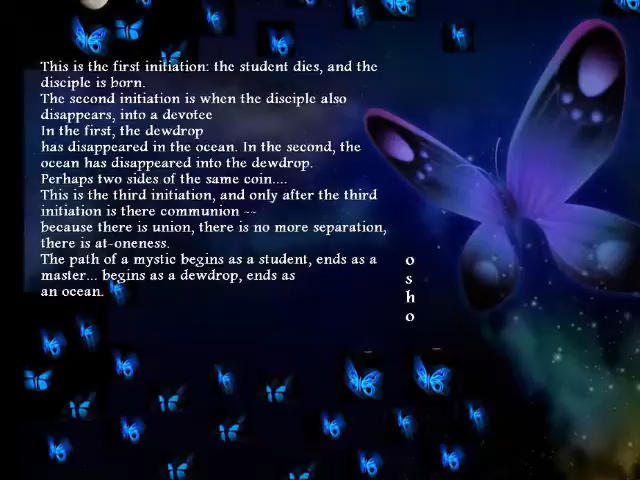 This is the first initiation: the student dies, and the
disciple is born.
The second initiation is when the disciple also
disappears, into a devotee
In the first, the dewdrop
has disappeared in the ocean. In the second, the
ocean has disappeared into the dewdrop.
Perhaps two sides of the same coin....
This is the third initiation, and only after the third
initiation is there communion --
because there is union, there is no more separation,
there is at-oneness.
The path of a mystic begins as a student, ends as a
master... begins as a dewdrop, ends as
an ocean.
o
s
h
o